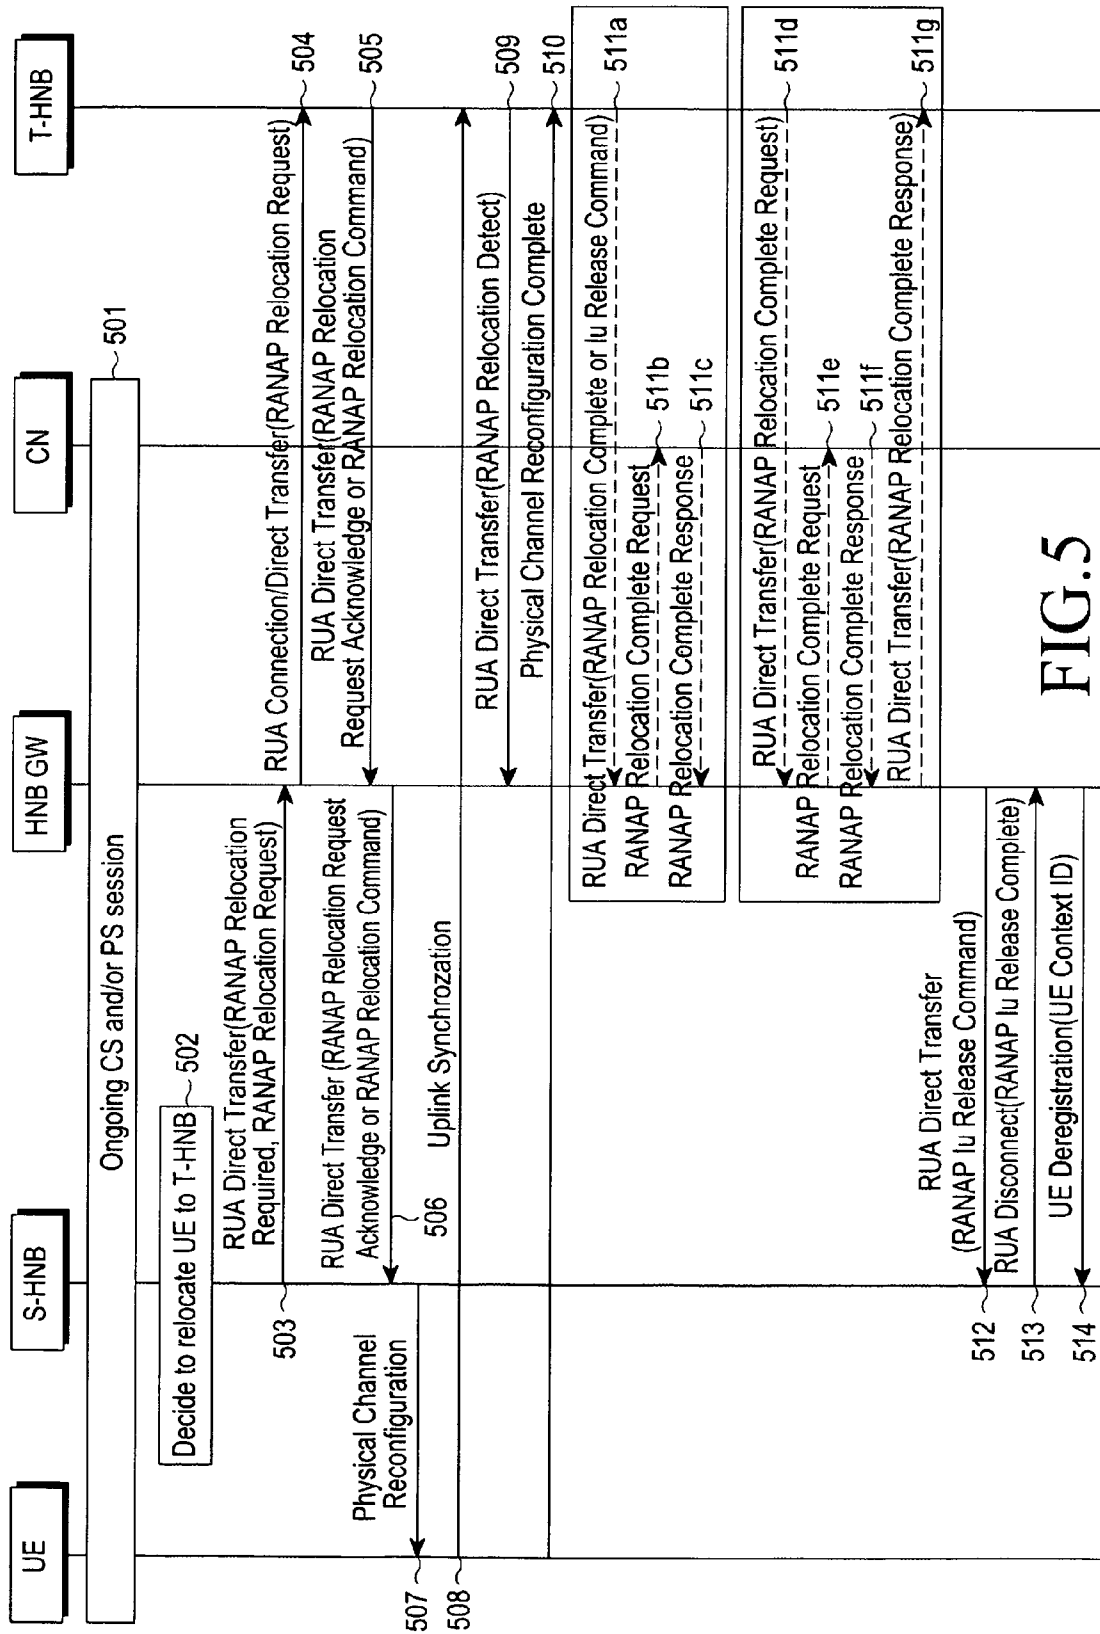 UE
S-HNB
HNB GW
CN
T-HNB
Ongoing CS and/or PS session
501
Decide to relocate UE to T-HNB
502
RUA Direct Transfer(RANAP Relocation
Required, RANAP Relocation Request)
503
RUA Connection/Direct Transfer(RANAP Relocation Request)
504
RUA Direct Transfer(RANAP Relocation
Request Acknowledge or RANAP Relocation Command)
505
RUA Direct Transfer (RANAP Relocation Request
Acknowledge or RANAP Relocation Command)
506
Physical Channel
Reconfiguration
507
Uplink Synchrozation
508
RUA Direct Transfer(RANAP Relocation Detect)
509
Physical Channel Reconfiguration Complete
510
RUA Direct Transfer(RANAP Relocation Complete or Iu Release Command)
511a
RANAP Relocation Complete Request
511b
RANAP Relocation Complete Response
511c
RUA Direct Transfer(RANAP Relocation Complete Request)
511d
RANAP Relocation Complete Request
511e
RANAP Relocation Complete Response
511f
RUA Direct Transfer(RANAP Relocation Complete Response)
511g
RUA Direct Transfer
(RANAP Iu Release Command)
512
RUA Disconnect(RANAP Iu Release Complete)
513
UE Deregistration(UE Context ID)
514
FIG.5